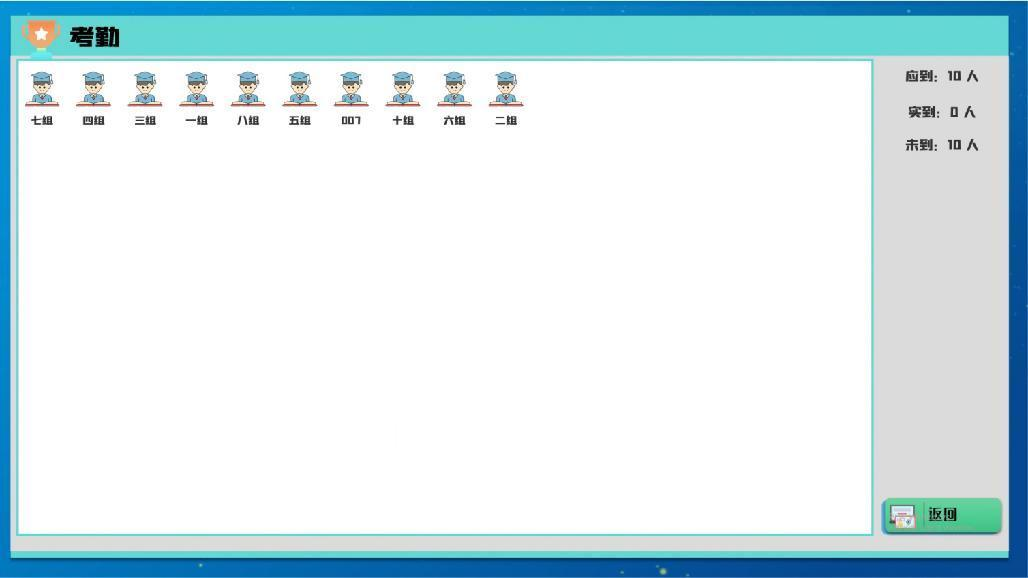 考勤
七组 四组 三组 一组 八组 五组 007 十组 六组 二组
应到：10 人
实到：0 人
未到：10 人
返回